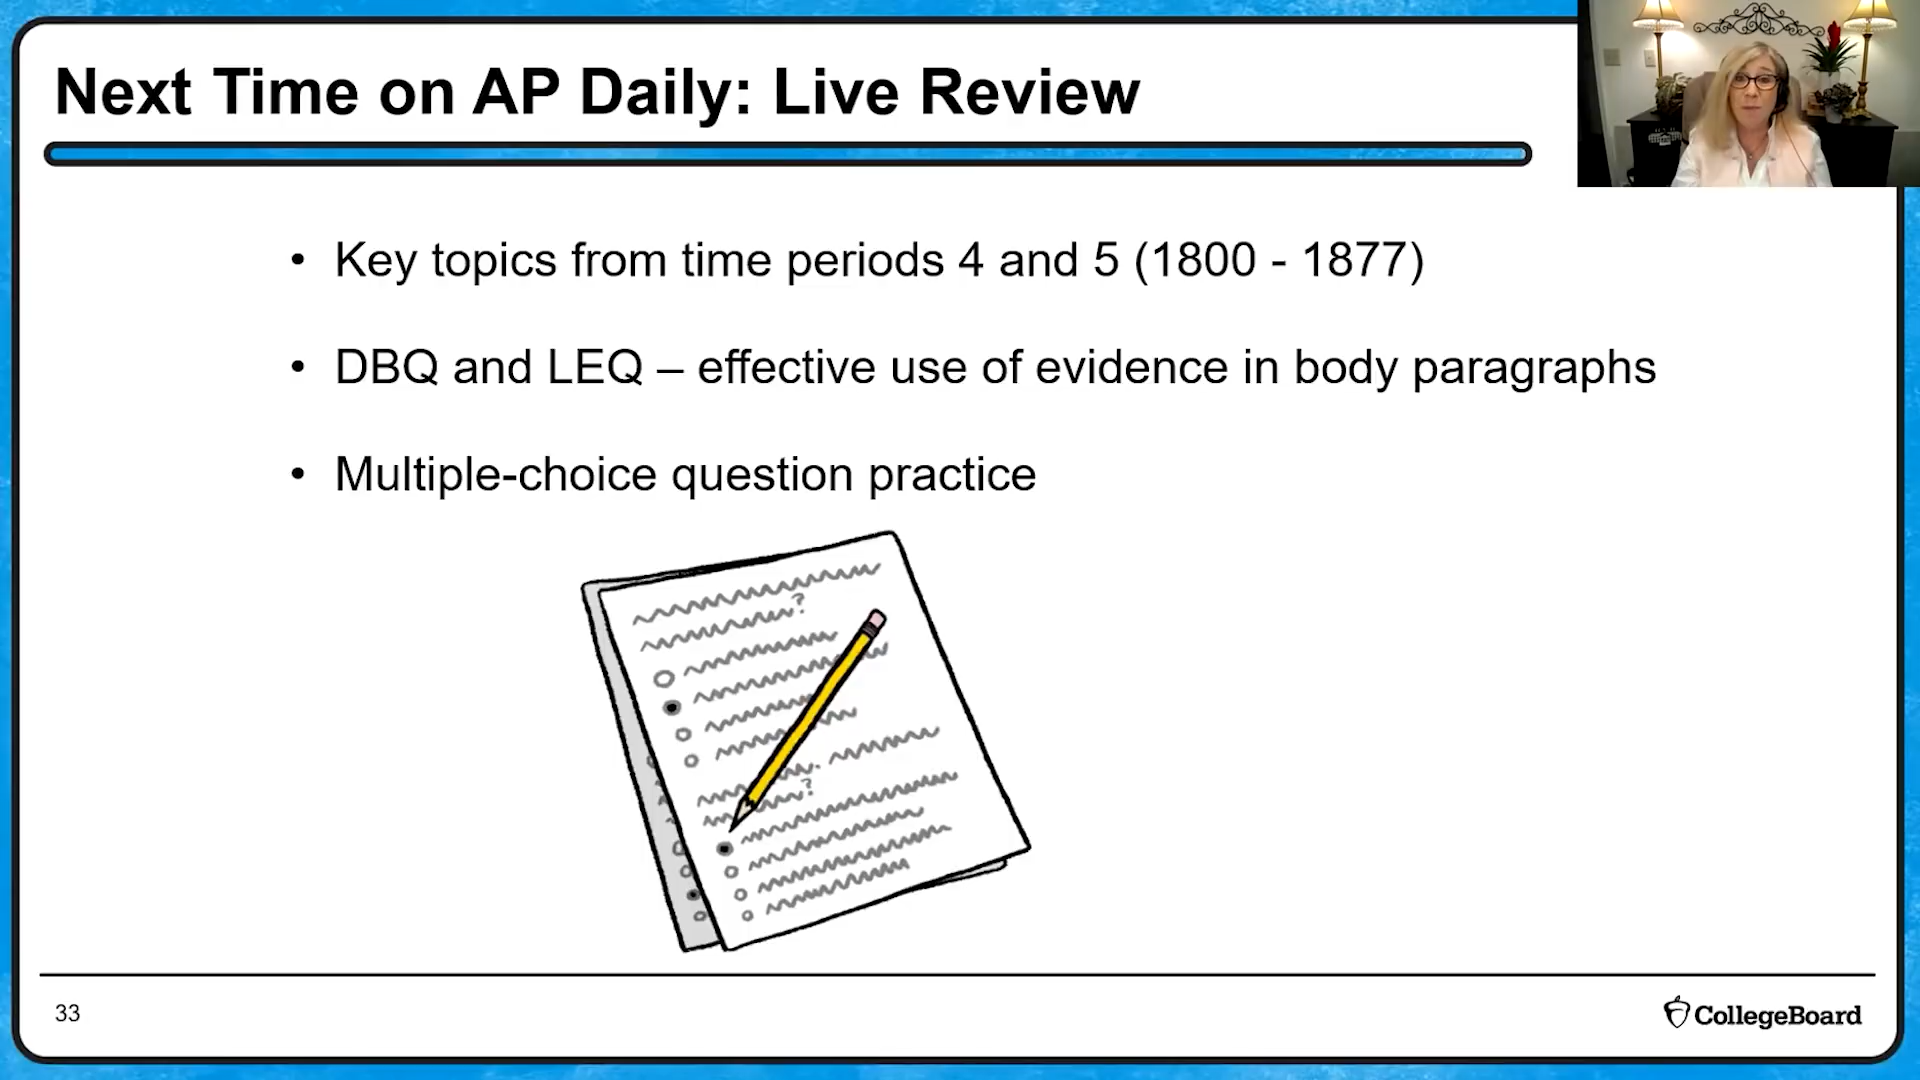 Next Time on AP Daily: Live Review
• Key topics from time periods 4 and 5 (1800 - 1877)
• DBQ and LEQ – effective use of evidence in body paragraphs
• Multiple-choice question practice
?
?
33
CollegeBoard